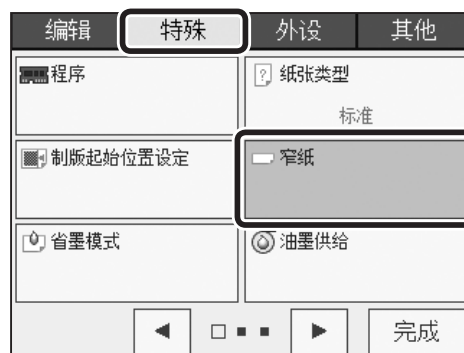 编辑 特殊 外设 其他
程序 纸张类型
标准
制版起始位置设定 窄纸
省墨模式 油墨供给
完成